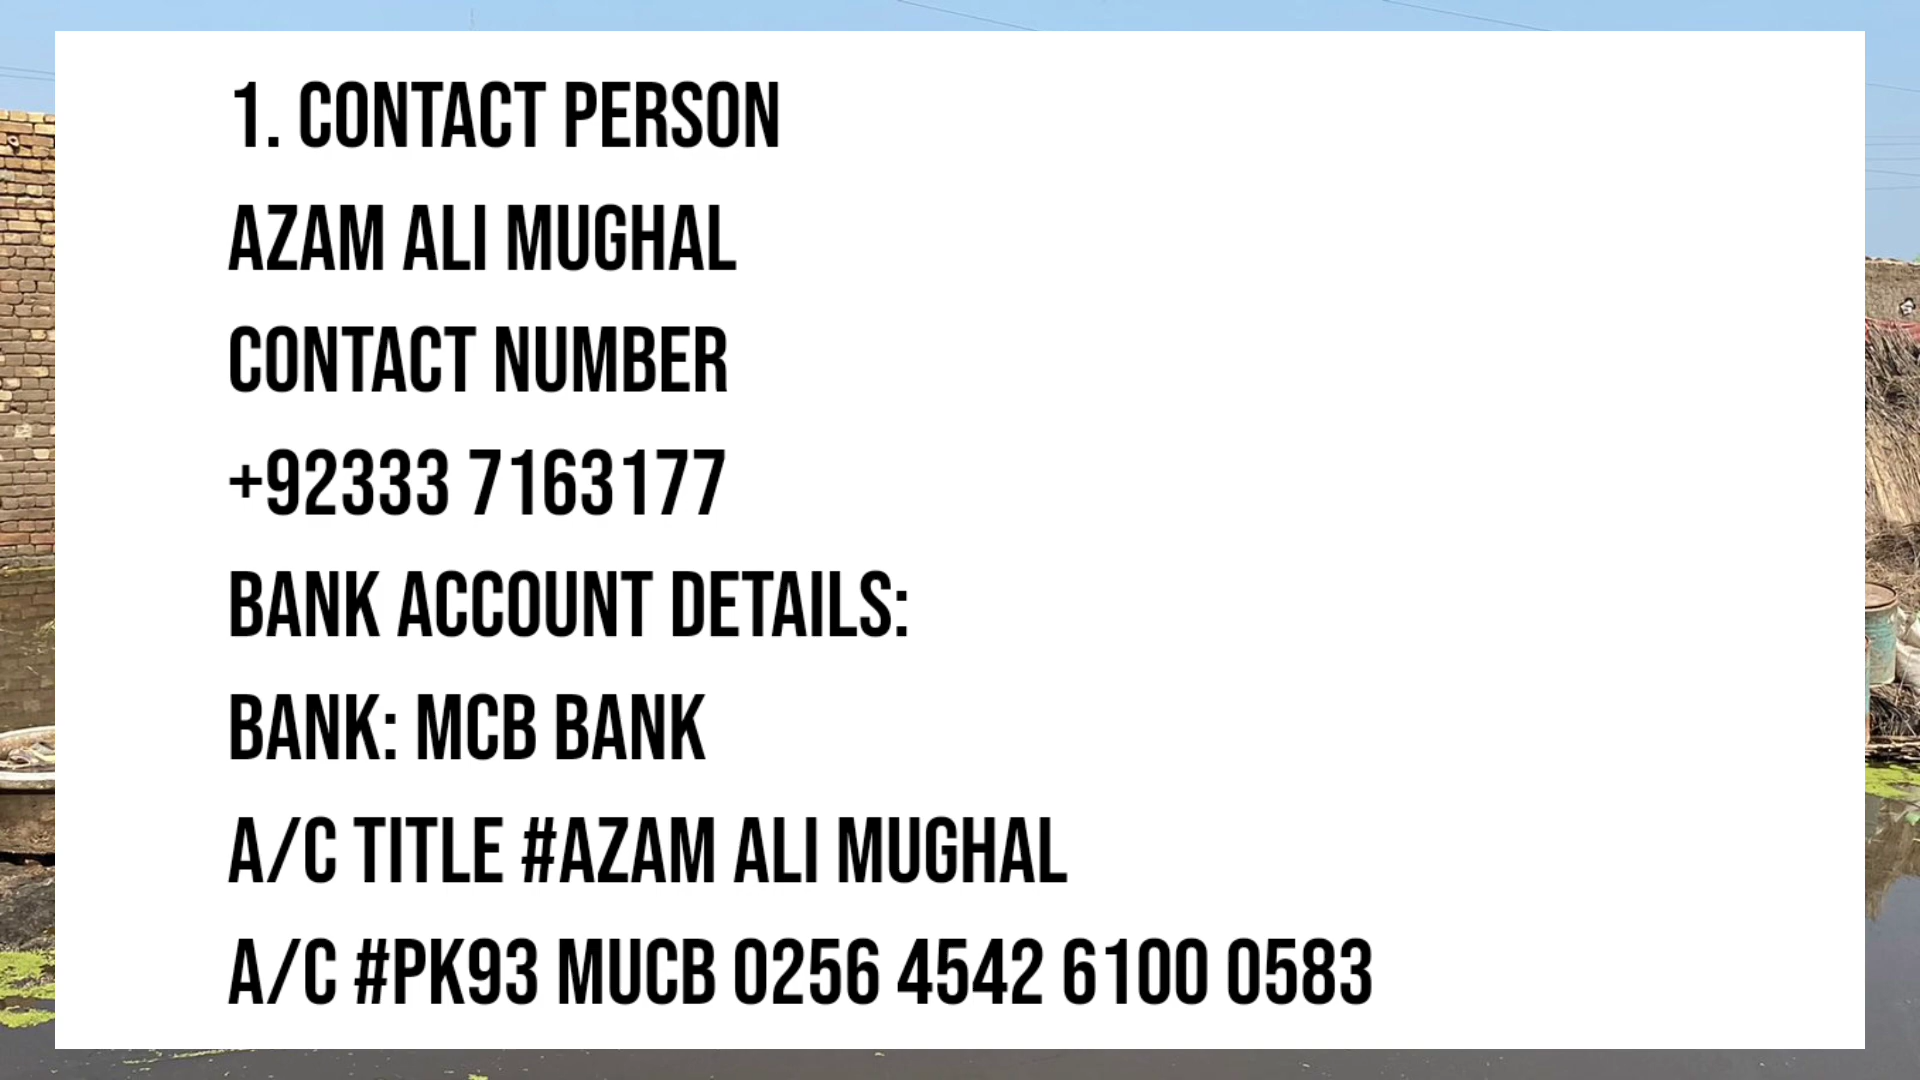 1. CONTACT PERSON
AZAM ALI MUGHAL
CONTACT NUMBER
+92333 7163177
BANK ACCOUNT DETAILS:
BANK: MCB BANK
A/C TITLE #AZAM ALI MUGHAL
A/C #PK93 MUCB 0256 4542 6100 0583